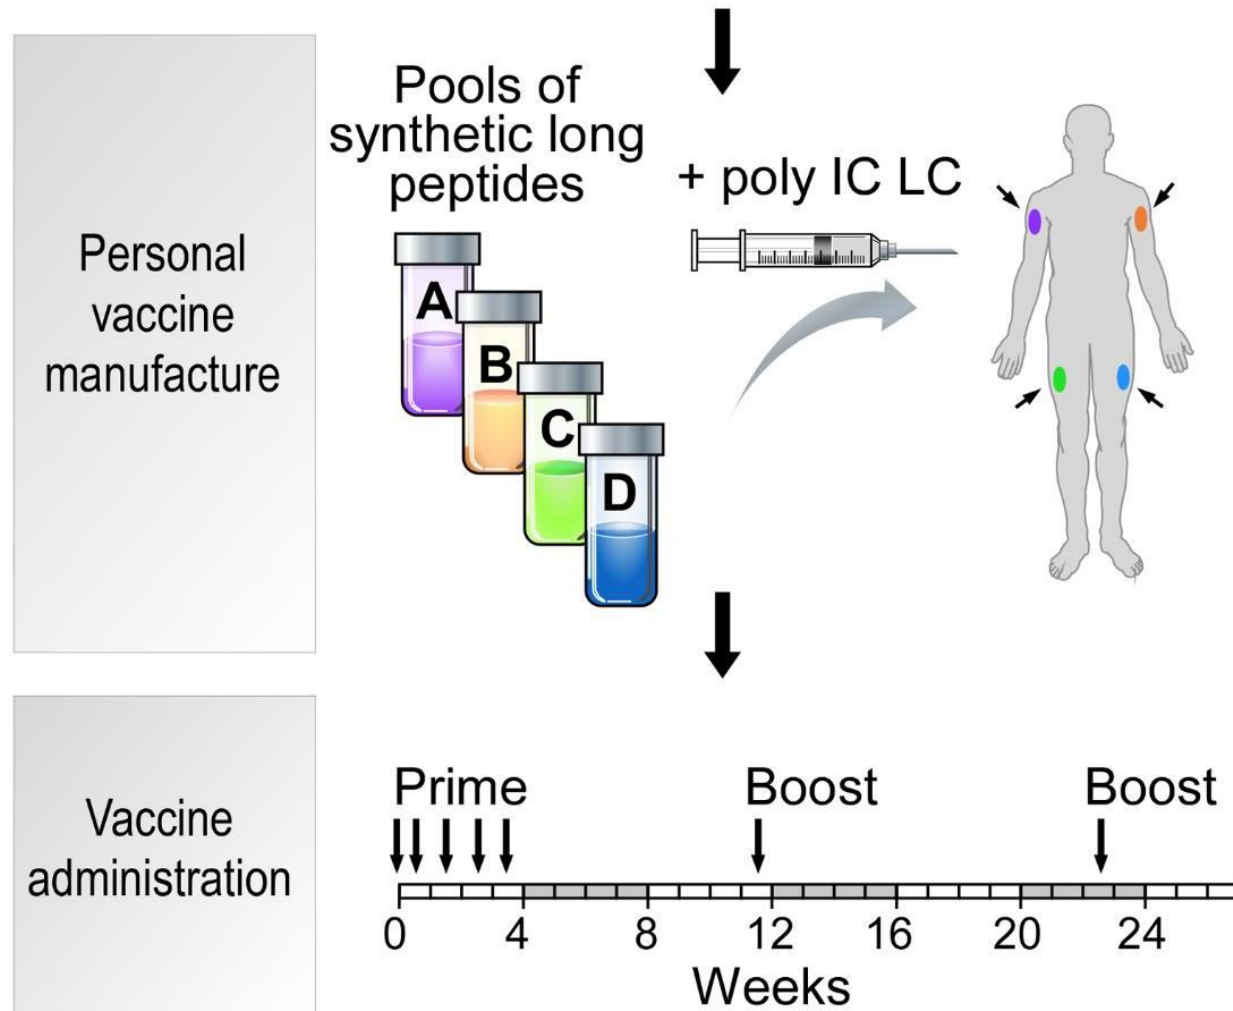 Personal
vaccine
manufacture
Pools of
synthetic long
peptides
A
B
C
D
+ poly IC LC
Vaccine
administration
Prime
Boost
Boost
0 4 8 12 16 20 24
Weeks